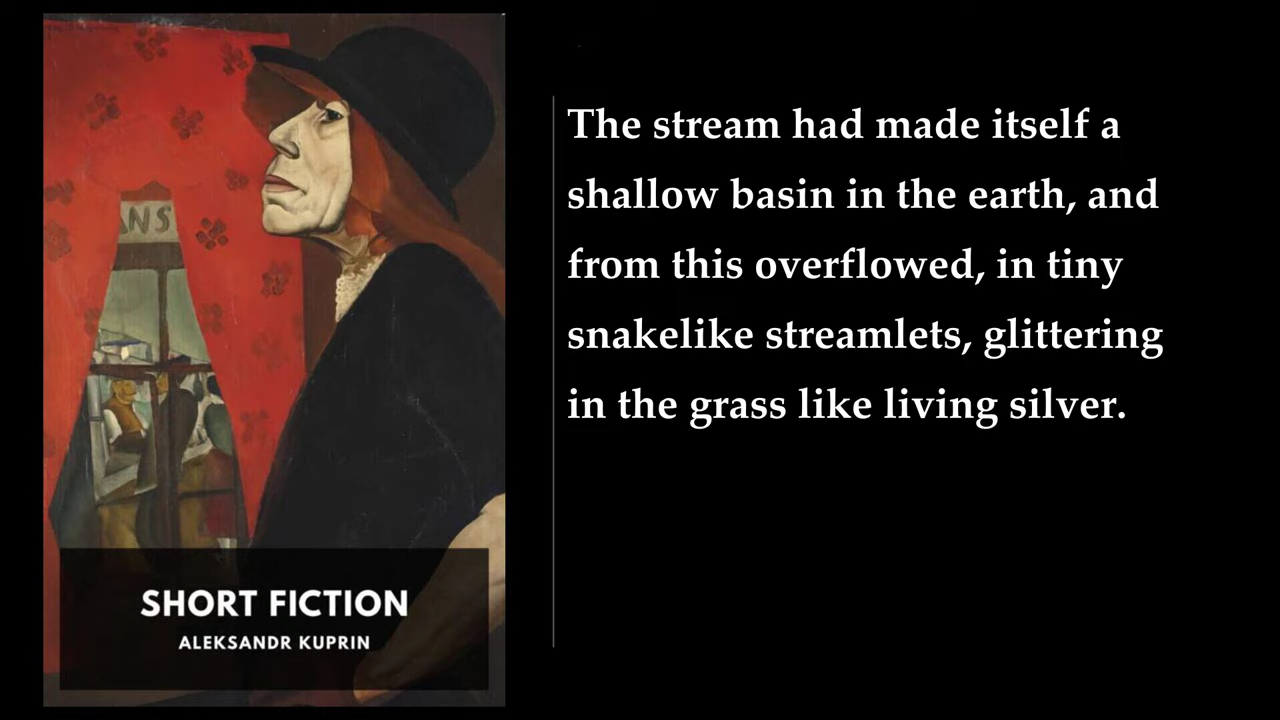 ANS
SHORT FICTION
ALEKSANDR KUPRIN
The stream had made itself a
shallow basin in the earth, and
from this overflowed, in tiny
snakelike streamlets, glittering
in the grass like living silver.